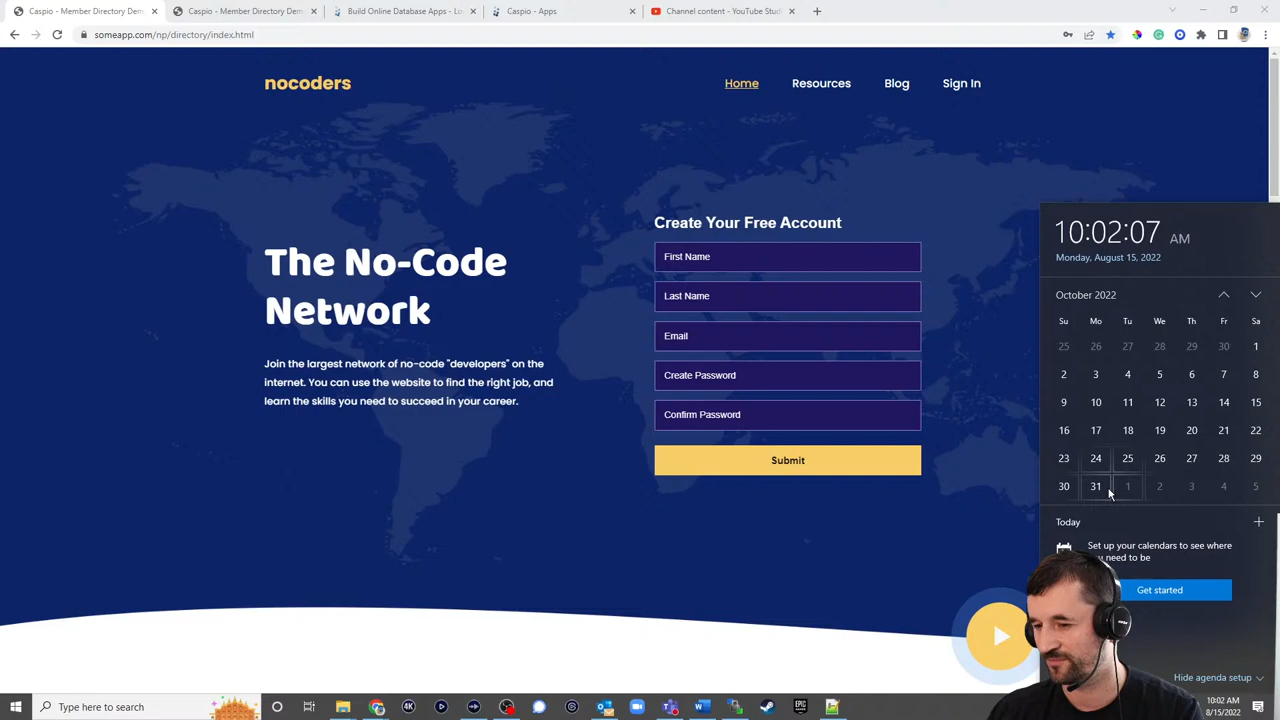 Caspio - Member Directory Dem
Caspio - Member Directory Dem
Build Online Database Apps - Lo
Caspio - Apps
Channel content - YouTube Stud
someapp.com/np/directory/index.html
nocoders
Home
Resources
Blog
Sign In
The No-Code
Network
Join the largest network of no-code "developers" on the
internet. You can use the website to find the right job, and
learn the skills you need to succeed in your career.
Create Your Free Account
First Name
Last Name
Email
Create Password
Confirm Password
Submit
10:02:07 AM
Monday, August 15, 2022
October 2022
Su Mo Tu We Th Fr Sa
25 26 27 28 29 30 1
2 3 4 5 6 7 8
9 10 11 12 13 14 15
16 17 18 19 20 21 22
23 24 25 26 27 28 29
30 31 1 2 3 4 5
Today
Set up your calendars to see where
you need to be
Get started
Hide agenda setup
Type here to search
4K
10:02 AM
8/15/2022